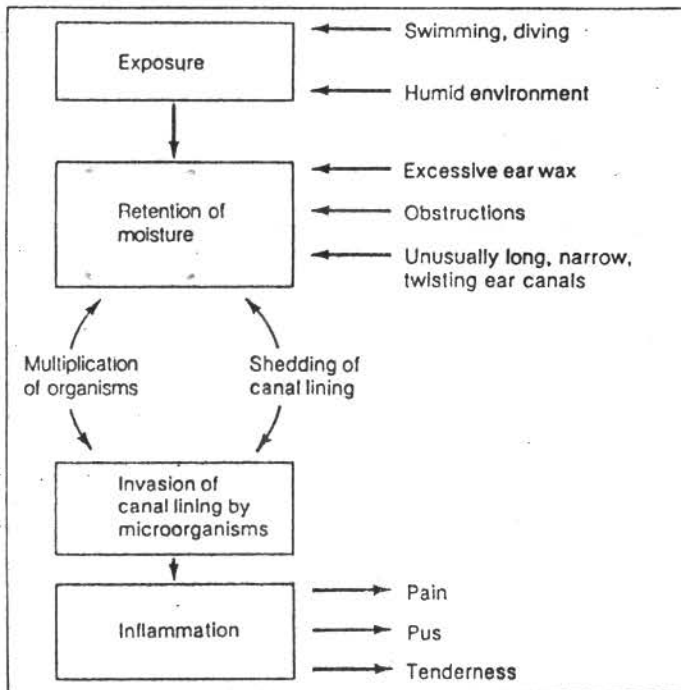 Swimming, diving
Exposure
Humid environment
Excessive ear wax
Retention of
moisture
Obstructions
Unusually long, narrow,
twisting ear canals
Multiplication
of organisms
Shedding of
canal lining
Invasion of
canal lining by
microorganisms
Pain
Inflammation
Pus
Tenderness